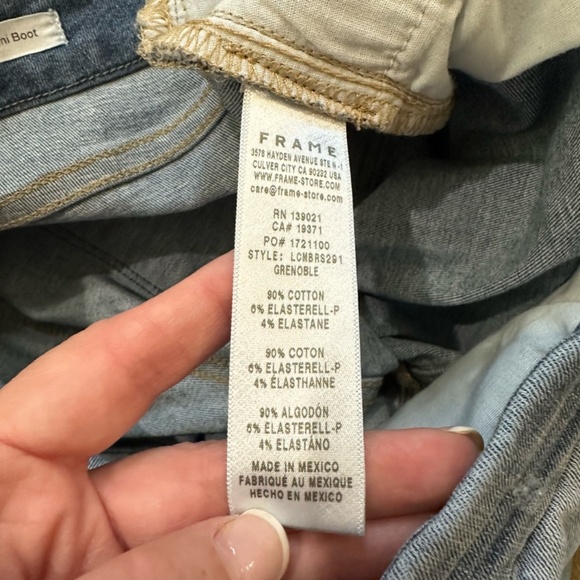 ni Boot
FRAME
3578 HAYDEN AVENUE STE N-1
CULVER CITY CA 90232 USA
WWW.FRAME-STORE.COM
care@frame-store.com
RN 139021
CA# 19371
PO# 1721100
STYLE: LCMBRS291
GRENOBLE
90% COTTON
6% ELASTERELL-P
4% ELASTANE
90% COTON
6% ELASTERELL-P
4% ÉLASTHANNE
90% ALGODÓN
6% ELASTERELL-P
4% ELASTÁNO
MADE IN MEXICO
FABRIQUÉ AU MEXIQUE
HECHO EN MEXICO